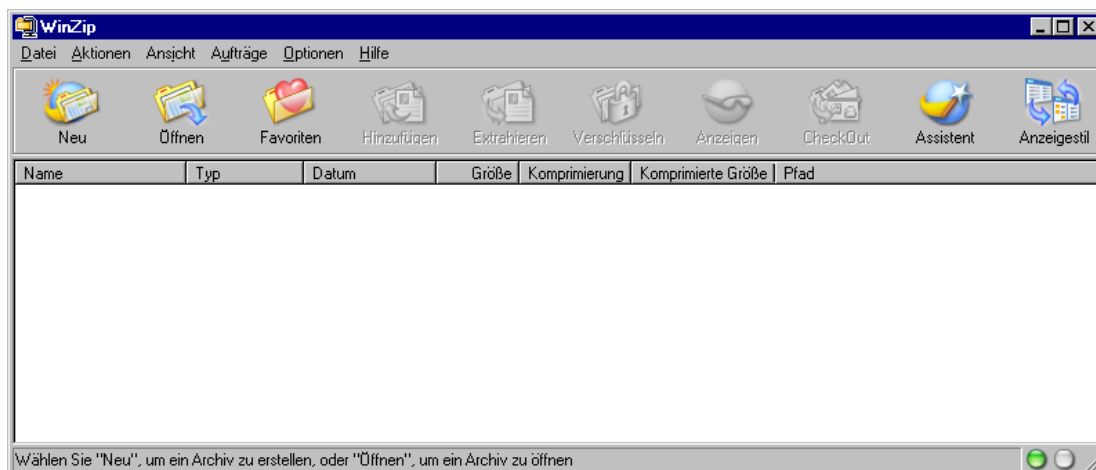 WinZip
Datei Aktionen Ansicht Aufträge Optionen Hilfe
Neu Öffnen Favoriten Hinzufügen Extrahieren Verschlüsseln Anzeigen CheckOut Assistent Anzeigestil
Name Typ Datum Größe Komprimierung Komprimierte Größe Pfad
Wählen Sie "Neu", um ein Archiv zu erstellen, oder "Öffnen", um ein Archiv zu öffnen